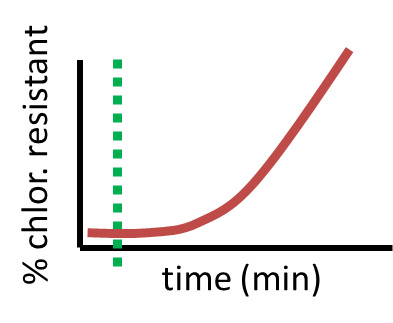 % chlor. resistant
time (min)